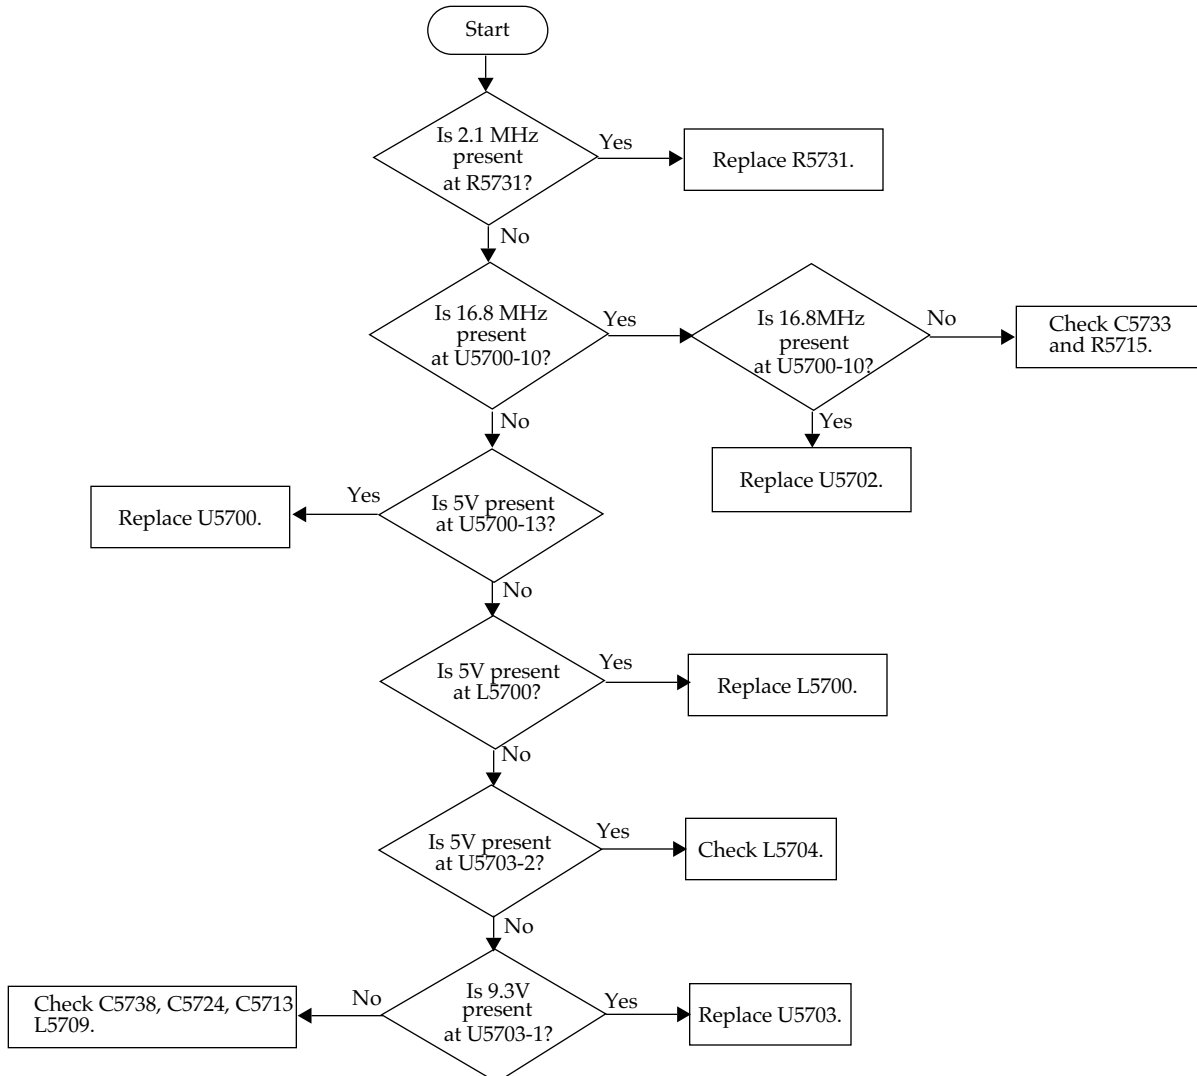 Start
Is 2.1 MHz
present
at R5731?
Yes
Replace R5731.
No
Is 16.8 MHz
present
at U5700-10?
Yes
Is 16.8MHz
present
at U5700-10?
No
Check C5733
and R5715.
Yes
Replace U5702.
No
Is 5V present
at U5700-13?
Yes
Replace U5700.
No
Is 5V present
at L5700?
Yes
Replace L5700.
No
Is 5V present
at U5703-2?
Yes
Check L5704.
No
Is 9.3V
present
at U5703-1?
No
Check C5738, C5724, C5713
L5709.
Yes
Replace U5703.